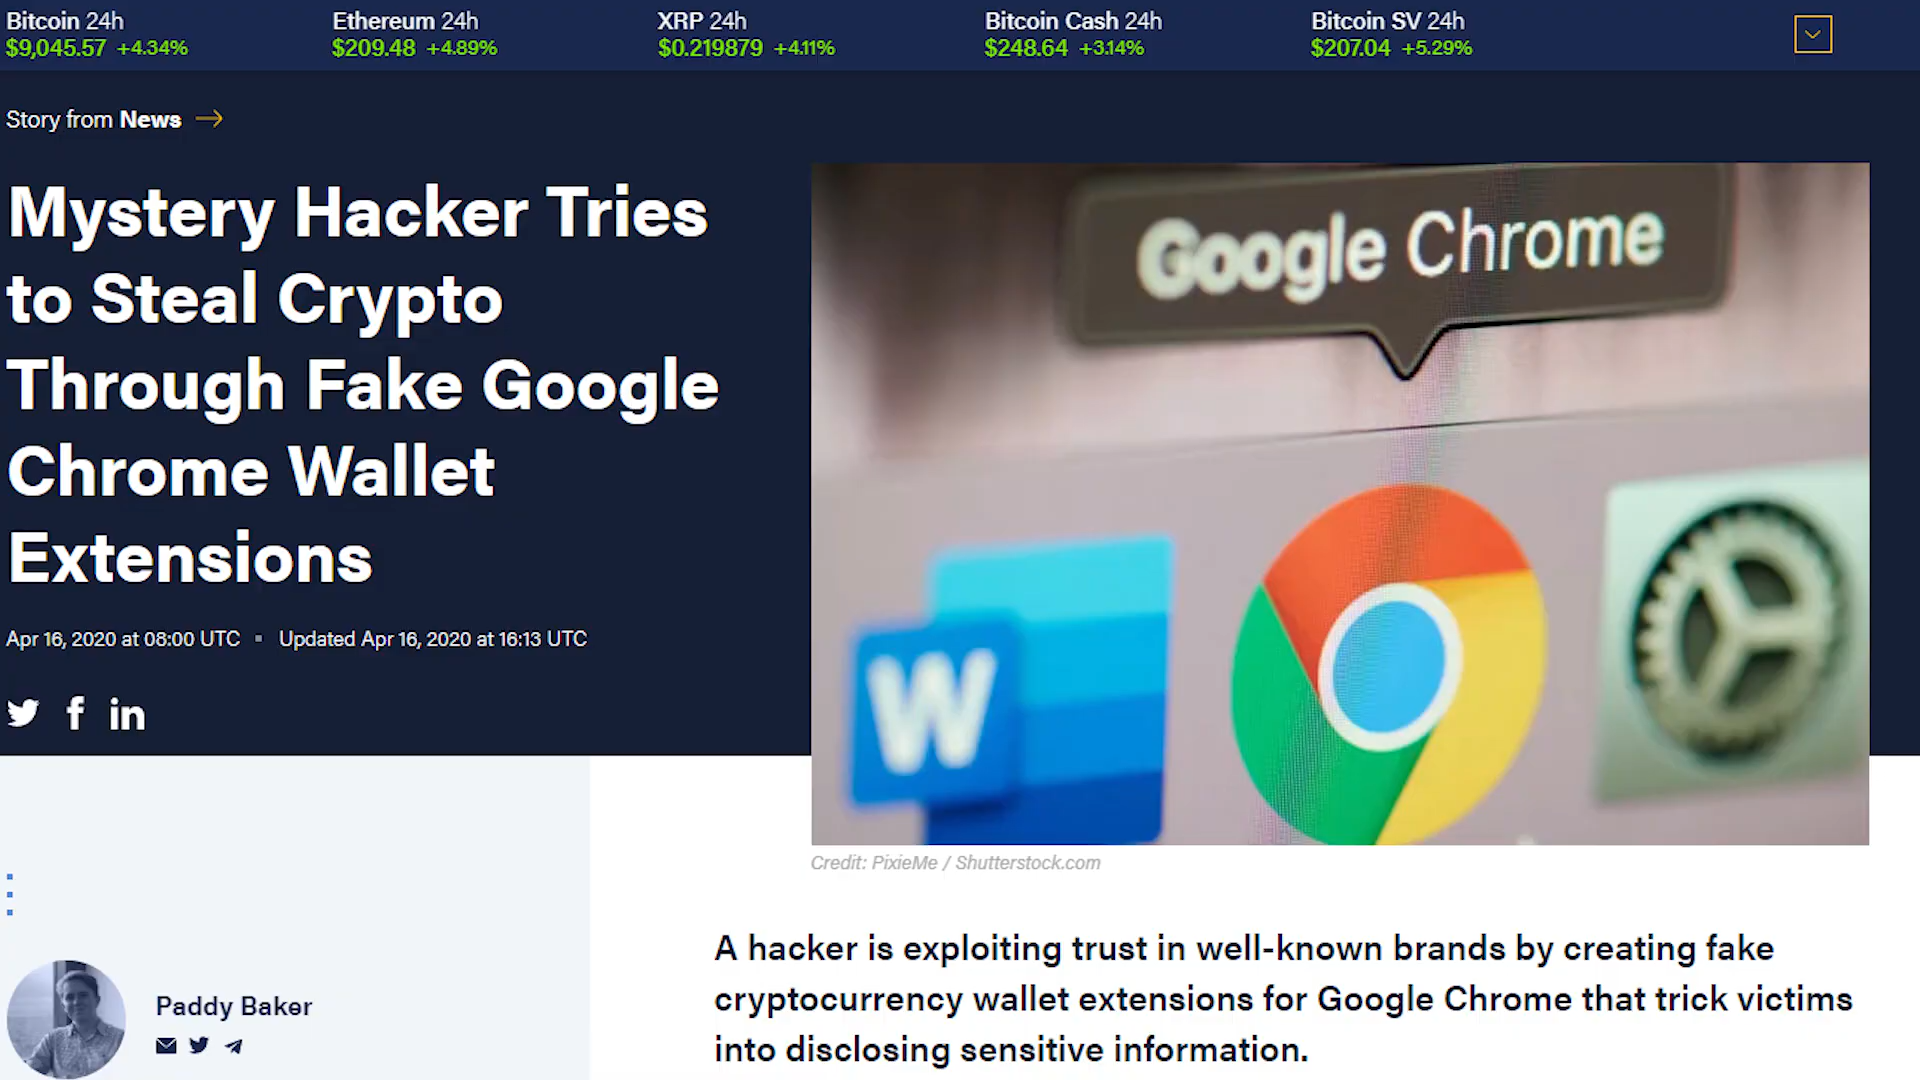 Bitcoin 24h
$9,045.57 +4.34%
Ethereum 24h
$209.48 +4.89%
XRP 24h
$0.219879 +4.11%
Bitcoin Cash 24h
$248.64 +3.14%
Bitcoin SV 24h
$207.04 +5.29%
Story from News
Mystery Hacker Tries
to Steal Crypto
Through Fake Google
Chrome Wallet
Extensions
Apr 16, 2020 at 08:00 UTC ▪ Updated Apr 16, 2020 at 16:13 UTC
Google Chrome
W
Credit: PixieMe / Shutterstock.com
Paddy Baker
A hacker is exploiting trust in well-known brands by creating fake
cryptocurrency wallet extensions for Google Chrome that trick victims
into disclosing sensitive information.